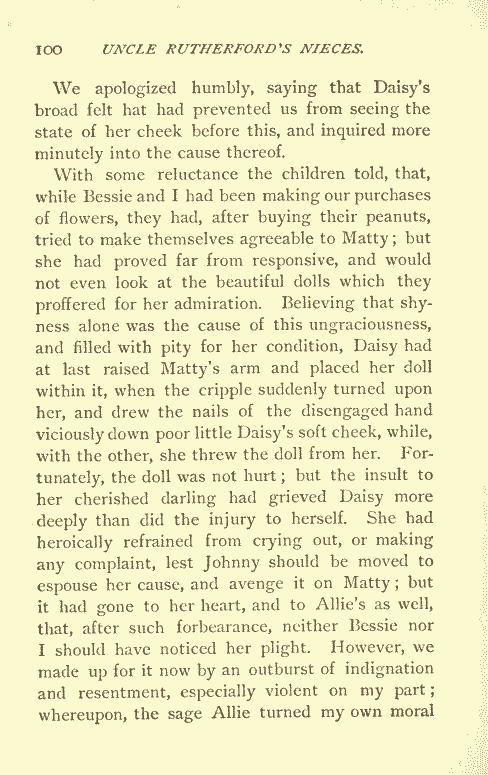 100 UNCLE RUTHERFORD'S NIECES.
We apologized humbly, saying that Daisy's
broad felt hat had prevented us from seeing the
state of her cheek before this, and inquired more
minutely into the cause thereof.
With some reluctance the children told, that,
while Bessie and I had been making our purchases
of flowers, they had, after buying their peanuts,
tried to make themselves agreeable to Matty; but
she had proved far from responsive, and would
not even look at the beautiful dolls which they
proffered for her admiration. Believing that shy-
ness alone was the cause of this ungraciousness,
and filled with pity for her condition, Daisy had
at last raised Matty's arm and placed her doll
within it, when the cripple suddenly turned upon
her, and drew the nails of the disengaged hand
viciously down poor little Daisy's soft cheek, while,
with the other, she threw the doll from her. For-
tunately, the doll was not hurt; but the insult to
her cherished darling had grieved Daisy more
deeply than did the injury to herself. She had
heroically refrained from crying out, or making
any complaint, lest Johnny should be moved to
espouse her cause, and avenge it on Matty; but
it had gone to her heart, and to Allie's as well,
that, after such forbearance, neither Bessie nor
I should have noticed her plight. However, we
made up for it now by an outburst of indignation
and resentment, especially violent on my part;
whereupon, the sage Allie turned my own moral